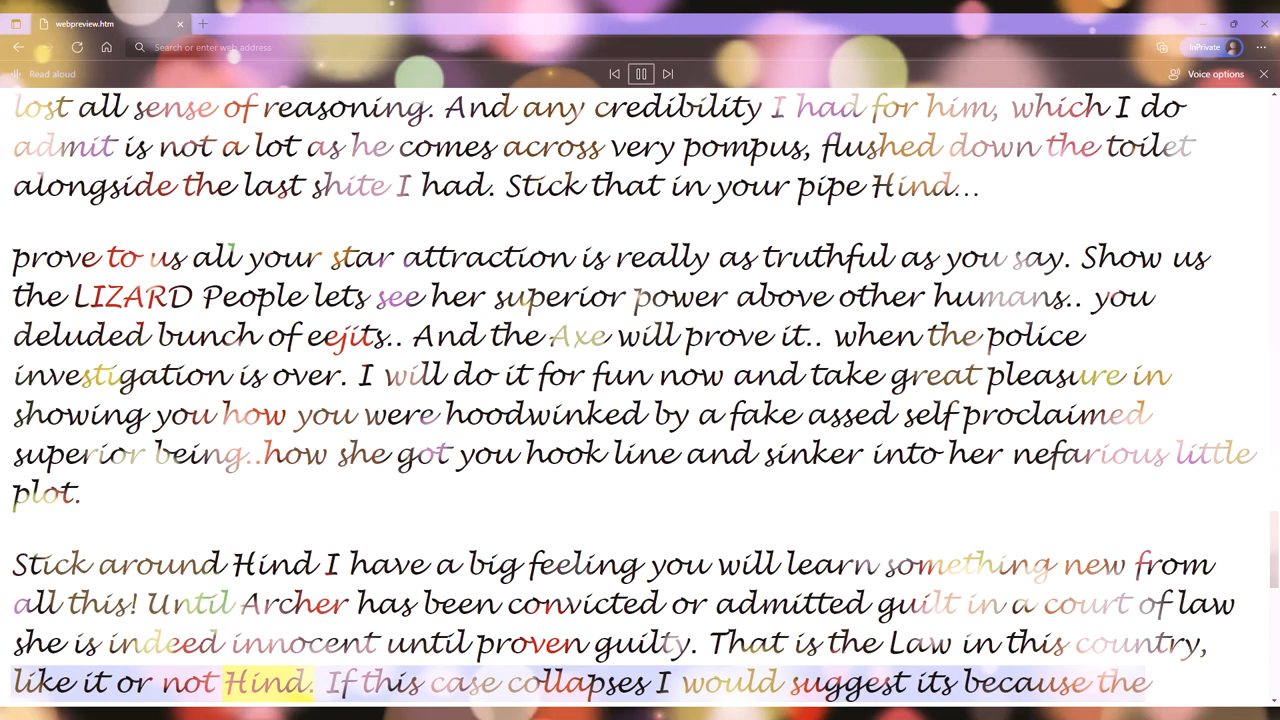 webpreview.htm
Search or enter web address
InPrivate
Read aloud
Voice options
lost all sense of reasoning. And any credibility I had for him, which I do
admit is not a lot as he comes across very pompus, flushed down the toilet
alongside the last shite I had. Stick that in your pipe Hind...
prove to us all your star attraction is really as truthful as you say. Show us
the LIZARD People lets see her superior power above other humans.. you
deluded bunch of eejits.. And the Axe will prove it.. when the police
investigation is over. I will do it for fun now and take great pleasure in
showing you how you were hoodwinked by a fake assed self proclaimed
superior being..how she got you hook line and sinker into her nefarious little
plot.
Stick around Hind I have a big feeling you will learn something new from
all this! Until Archer has been convicted or admitted guilt in a court of law
she is indeed innocent until proven guilty. That is the Law in this country,
like it or not Hind. If this case collapses I would suggest its because the